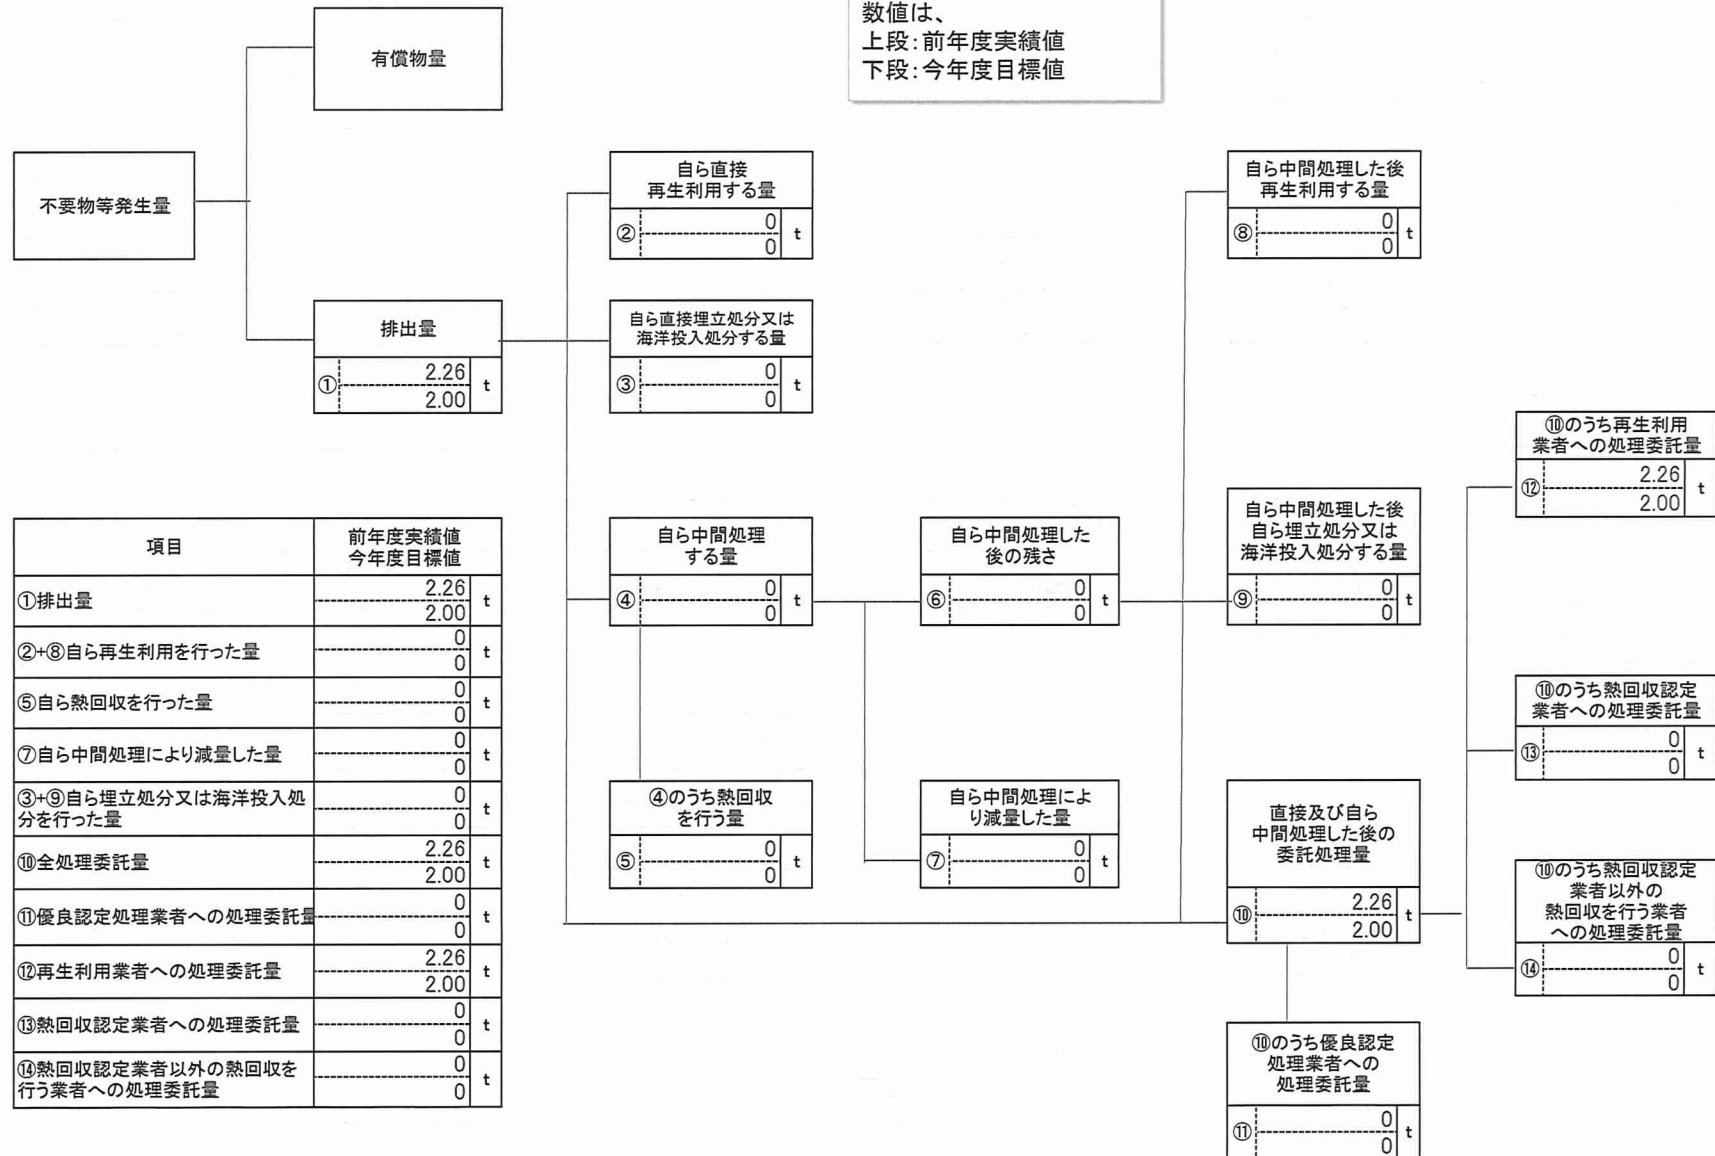 数値は、
上段：前年度実績値
下段：今年度目標値
有償物量
不要物等発生量
排出量
① 2.26 t
2.00
自ら直接
再生利用する量
② 0 t
0
自ら直接埋立処分又は
海洋投入処分する量
③ 0 t
0
自ら中間処理
する量
④ 0 t
0
④のうち熱回収
を行う量
⑤ 0 t
0
自ら中間処理した
後の残さ
⑥ 0 t
0
自ら中間処理によ
り減量した量
⑦ 0 t
0
自ら中間処理した後
再生利用する量
⑧ 0 t
0
自ら中間処理した後
自ら埋立処分又は
海洋投入処分する量
⑨ 0 t
0
直接及び自ら
中間処理した後の
委託処理量
⑩ 2.26 t
2.00
⑩のうち優良認定
処理業者への
処理委託量
⑪ 0 t
0
⑩のうち再生利用
業者への処理委託量
⑫ 2.26 t
2.00
⑩のうち熱回収認定
業者への処理委託量
⑬ 0 t
0
⑩のうち熱回収認定
業者以外の
熱回収を行う業者
への処理委託量
⑭ 0 t
0
項目 前年度実績値
今年度目標値
①排出量 2.26 t
2.00
②+⑧自ら再生利用を行った量 0 t
0
⑤自ら熱回収を行った量 0 t
0
⑦自ら中間処理により減量した量 0 t
0
③+⑨自ら埋立処分又は海洋投入処 0 t
分を行った量 0
⑩全処理委託量 2.26 t
2.00
⑪優良認定処理業者への処理委託量 0 t
0
⑫再生利用業者への処理委託量 2.26 t
2.00
⑬熱回収認定業者への処理委託量 0 t
0
⑭熱回収認定業者以外の熱回収を 0 t
行う業者への処理委託量 0